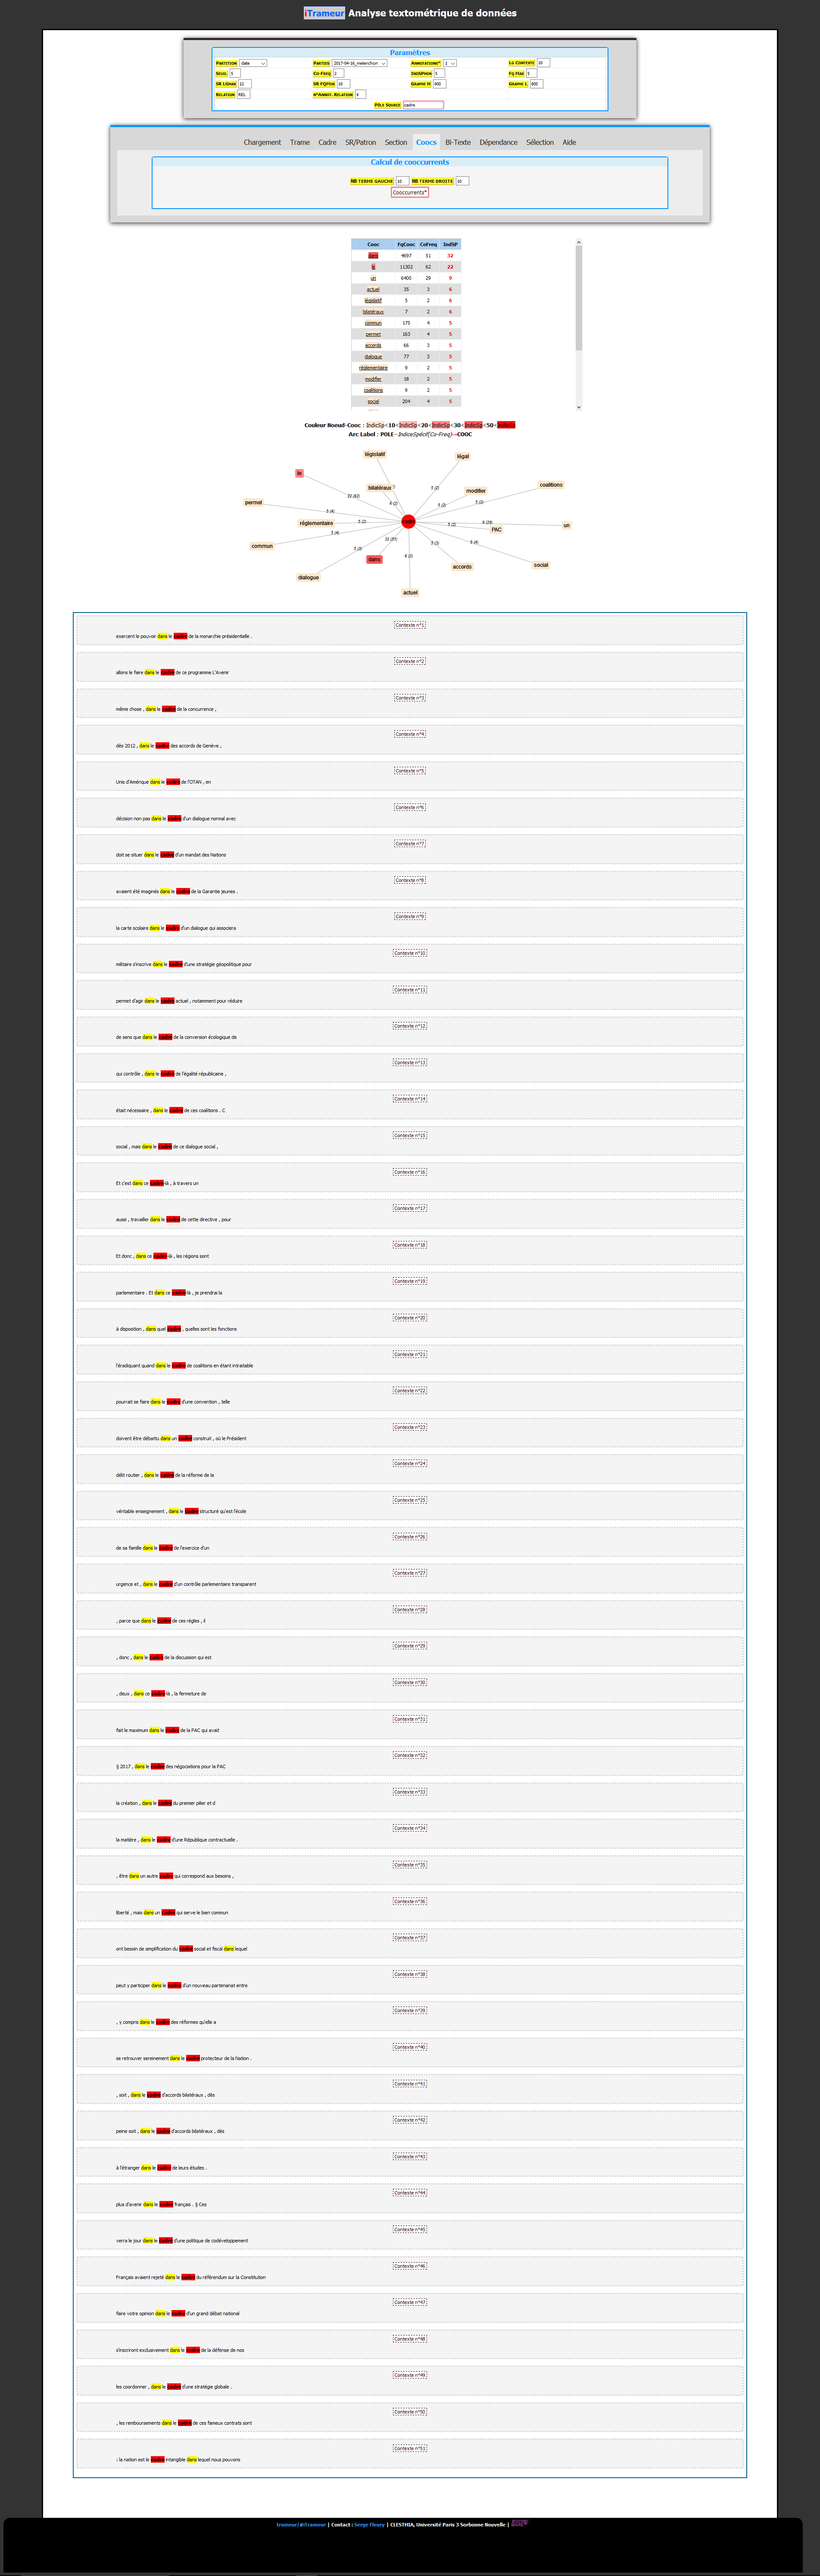 iTrameur Analyse textométrique de données
Paramètres
Partition date Parties 2017-04-16_melenchon Annotations* 1 Lg Contexte 10
Seuil 5 Co-Freq 2 IndSPmin 5 Fq Max 5
SR LGmax 12 SR FQmin 10 Graphe H 400 Graphe L 800
Relation REL n°Annot. Relation 4
Pôle Source cadre
Chargement Trame Cadre SR/Patron Section Coocs Bi-Texte Dépendance Sélection Aide
Calcul de cooccurrents
NB TERME GAUCHE 10 NB TERME DROITE 10
Cooccurrents*
Cooc FqCooc CoFreq IndSP
dans 4697 51 32
le 11302 62 22
un 6400 29 9
actuel 35 3 6
législatif 5 2 6
bilatéraux 7 2 6
commun 175 4 5
permet 163 4 5
accords 66 3 5
dialogue 77 3 5
réglementaire 9 2 5
modifier 18 2 5
coalitions 9 2 5
social 204 4 5
Couleur Noeud-Cooc : IndicSp<10<IndicSp<20<IndicSp<30<IndicSp<50<IndicSp
Arc Label : POLE→IndiceSpécif(Co-Freq)→COOC
législatif
légal
le
bilatéraux
modifier
coalitions
permet
réglementaire
cadre
PAC
un
commun
dans
accords
social
dialogue
actuel
Contexte n°1
exercent le pouvoir dans le cadre de la monarchie présidentielle .
Contexte n°2
allons le faire dans le cadre de ce programme L'Avenir
Contexte n°3
même chose , dans le cadre de la concurrence ,
Contexte n°4
dès 2012 , dans le cadre des accords de Genève ,
Contexte n°5
Unis d'Amérique dans le cadre de l'OTAN , en
Contexte n°6
décision non pas dans le cadre d'un dialogue normal avec
Contexte n°7
doit se situer dans le cadre d'un mandat des Nations
Contexte n°8
avaient été imaginés dans le cadre de la Garantie jeunes .
Contexte n°9
la carte scolaire dans le cadre d'un dialogue qui associera
Contexte n°10
militaire s'inscrive dans le cadre d'une stratégie géopolitique pour
Contexte n°11
permet d'agir dans le cadre actuel , notamment pour réduire
Contexte n°12
de sens que dans le cadre de la conversion écologique de
Contexte n°13
qui contrôle , dans le cadre de l'égalité républicaine ,
Contexte n°14
était nécessaire , dans le cadre de ces coalitions . C
Contexte n°15
social , mais dans le cadre de ce dialogue social ,
Contexte n°16
Et c'est dans ce cadre-là , à travers un
Contexte n°17
aussi , travailler dans le cadre de cette directive , pour
Contexte n°18
Et donc , dans ce cadre-là , les régions sont
Contexte n°19
parlementaire . Et dans ce cadre-là , je prendrai la
Contexte n°20
à disposition , dans quel cadre , quelles sont les fonctions
Contexte n°21
l'éradiquant quand dans le cadre de coalitions en étant intraitable
Contexte n°22
pourrait se faire dans le cadre d'une convention , telle
Contexte n°23
doivent être débattu dans un cadre construit , où le Président
Contexte n°24
délit routier , dans le cadre de la réforme de la
Contexte n°25
véritable enseignement , dans le cadre structuré qu'est l'école
Contexte n°26
de sa famille dans le cadre de l'exercice d'un
Contexte n°27
urgence et , dans le cadre d'un contrôle parlementaire transparent
Contexte n°28
, parce que dans le cadre de ces règles , il
Contexte n°29
, donc , dans le cadre de la discussion qui est
Contexte n°30
, deux , dans ce cadre-là , la fermeture de
Contexte n°31
fait le maximum dans le cadre de la PAC qui avait
Contexte n°32
§ 2017 , dans le cadre des négociations pour la PAC
Contexte n°33
la création , dans le cadre du premier pilier et d
Contexte n°34
la matière , dans le cadre d'une République contractuelle .
Contexte n°35
, être dans un autre cadre qui correspond aux besoins ,
Contexte n°36
liberté , mais dans un cadre qui serve le bien commun
Contexte n°37
ont besoin de simplification du cadre social et fiscal dans lequel
Contexte n°38
peut y participer dans le cadre d'un nouveau partenariat entre
Contexte n°39
, y compris dans le cadre des réformes qu'elle a
Contexte n°40
se retrouver sereinement dans le cadre protecteur de la Nation .
Contexte n°41
, soit , dans le cadre d'accords bilatéraux , dès
Contexte n°42
peine soit , dans le cadre d'accords bilatéraux , dès
Contexte n°43
à l'étranger dans le cadre de leurs études .
Contexte n°44
plus d'avenir dans le cadre français . § Ces
Contexte n°45
verra le jour dans le cadre d'une politique de codéveloppement
Contexte n°46
Français avaient rejeté dans le cadre du référendum sur la Constitution
Contexte n°47
faire votre opinion dans le cadre d'un grand débat national
Contexte n°48
s'inscriront exclusivement dans le cadre de la défense de nos
Contexte n°49
les coordonner , dans le cadre d'une stratégie globale .
Contexte n°50
, les remboursements dans le cadre de ces fameux contrats sont
Contexte n°51
: la nation est le cadre intangible dans lequel nous pouvons
trameur/#iTrameur | Contact : Serge Fleury | CLESTHIA, Université Paris 3 Sorbonne Nouvelle |